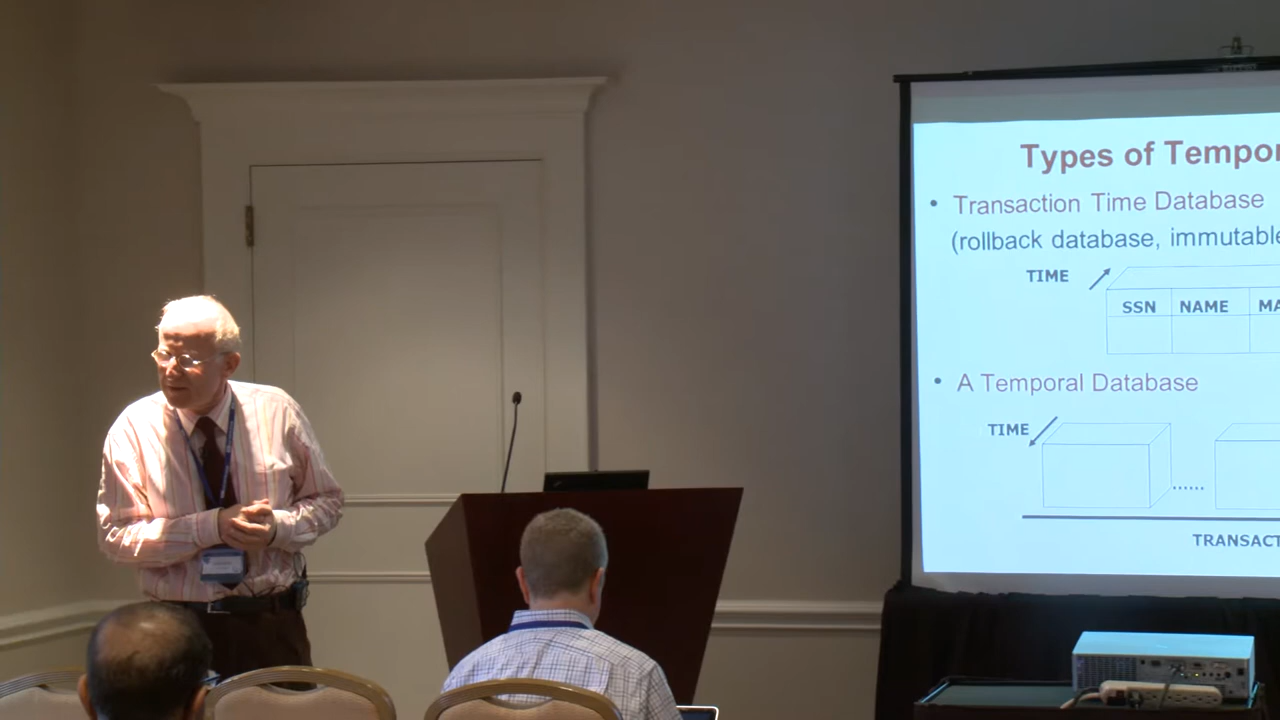 Types of Tempor
• Transaction Time Database
(rollback database, immutable
TIME
SSN NAME MA
• A Temporal Database
TIME
......
TRANSACT